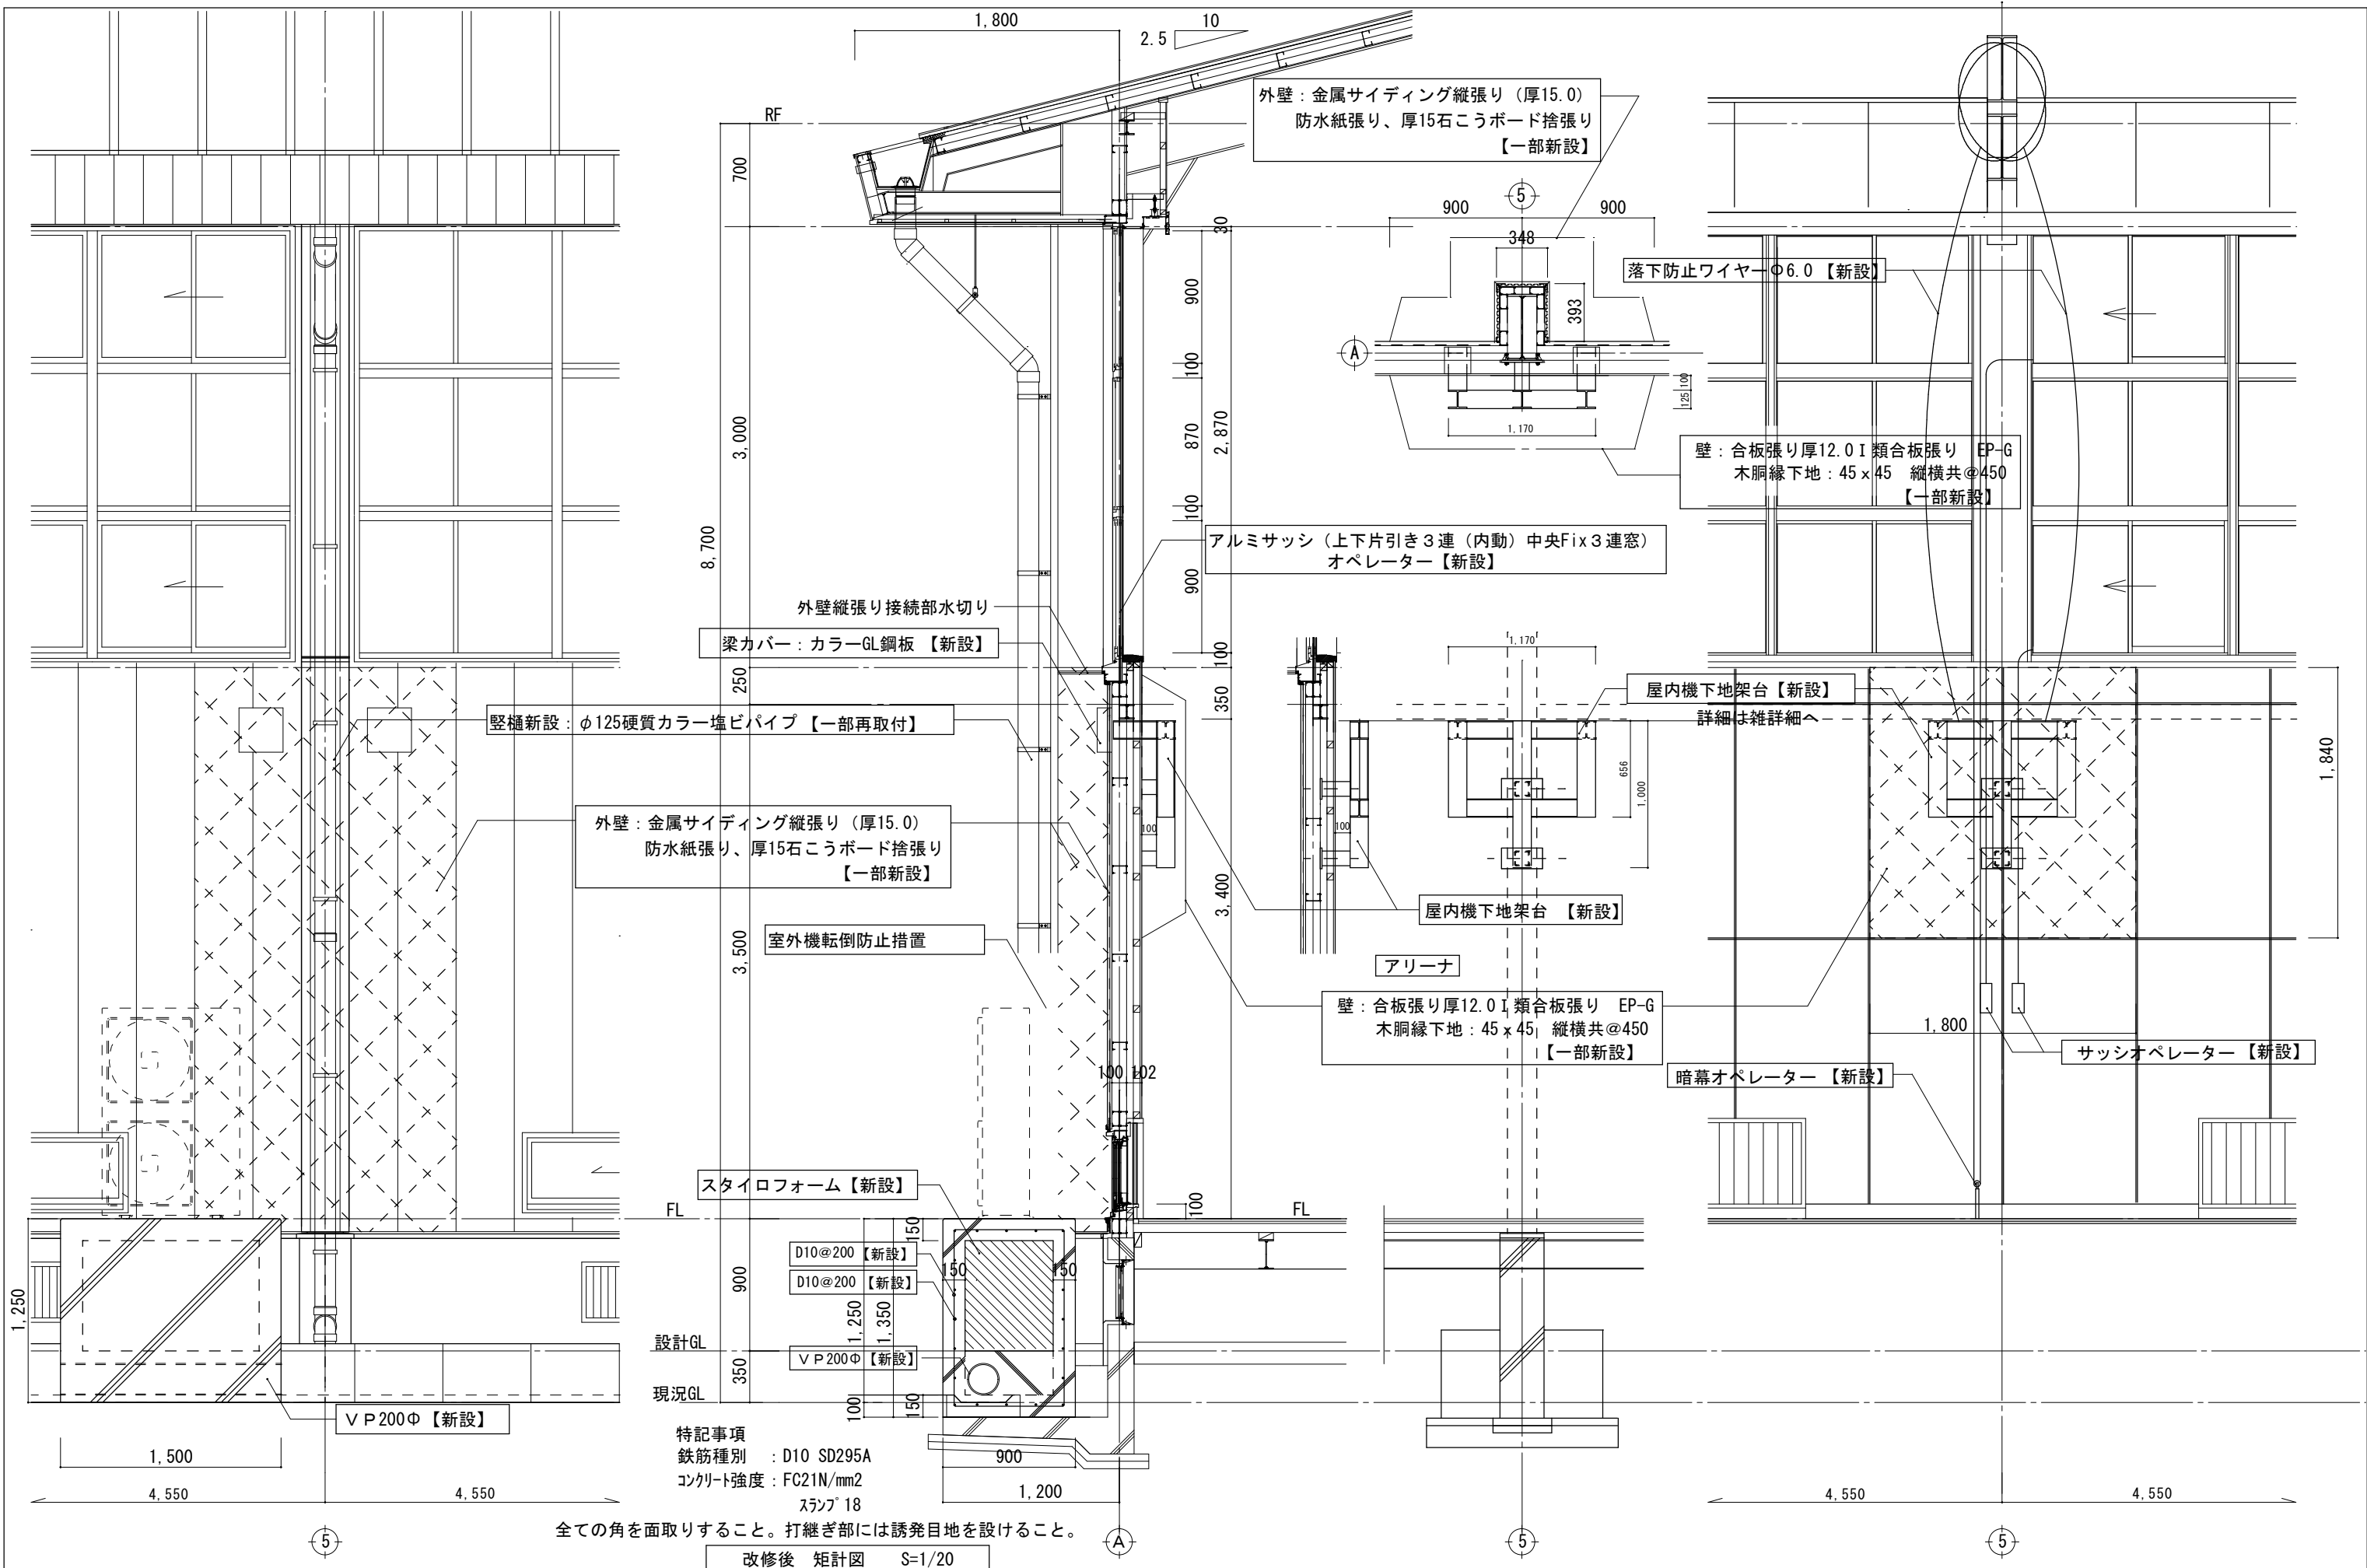 1,800
10
2.5
RF
外壁：金属サイディング縦張り（厚15.0）
防水紙張り、厚15石こうボード捨張り
【一部新設】
700
30
5
900
900
348
393
A
100
125
1,170
落下防止ワイヤーΦ6.0【新設】
壁：合板張り厚12.0Ⅰ類合板張り　EP-G
木胴縁下地：45ｘ45　縦横共@450
【一部新設】
900
100
870
2,870
100
900
100
3,000
8,700
アルミサッシ（上下片引き３連（内動）中央Fix３連窓）
オペレーター【新設】
外壁縦張り接続部水切り
梁カバー：カラーGL鋼板【新設】
250
350
1,170
屋内機下地架台【新設】
詳細は雑詳細へ
竪樋新設：φ125硬質カラー塩ビパイプ【一部再取付】
656
1,000
1,840
外壁：金属サイディング縦張り（厚15.0）
防水紙張り、厚15石こうボード捨張り
【一部新設】
100
100
3,400
屋内機下地架台【新設】
室外機転倒防止措置
3,500
アリーナ
壁：合板張り厚12.0Ⅰ類合板張り　EP-G
木胴縁下地：45ｘ45　縦横共@450
【一部新設】
1,800
サッシオペレーター【新設】
暗幕オペレーター【新設】
100 102
スタイロフォーム【新設】
100
FL
FL
150
D10@200【新設】
150
150
D10@200【新設】
900
1,250
1,250
1,350
設計GL
ＶＰ200Φ【新設】
350
現況GL
100
150
ＶＰ200Φ【新設】
特記事項
鉄筋種別　：D10 SD295A
ｺﾝｸﾘｰﾄ強度：FC21N/mm2
ｽﾗﾝﾌﾟ18
900
1,500
1,200
4,550
4,550
4,550
4,550
全ての角を面取りすること。打継ぎ部には誘発目地を設けること。
5
A
5
5
改修後　矩計図　　S=1/20